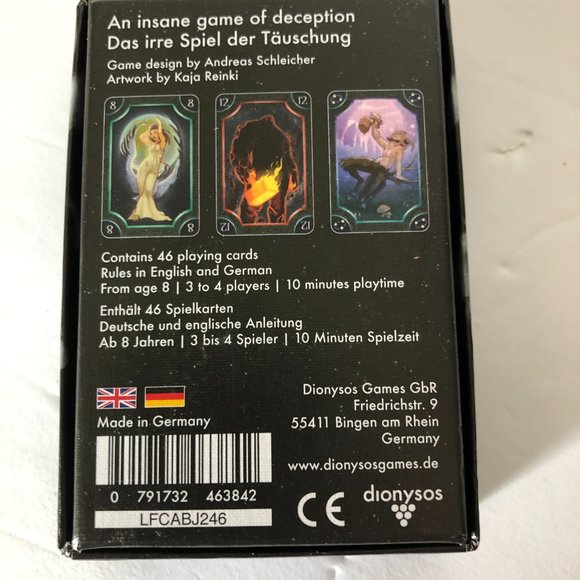 An insane game of deception
Das irre Spiel der Täuschung
Game design by Andreas Schleicher
Artwork by Kaja Reinki
8 8 12 12
8 8 12 12
Contains 46 playing cards
Rules in English and German
From age 8 | 3 to 4 players | 10 minutes playtime
Enthält 46 Spielkarten
Deutsche und englische Anleitung
Ab 8 Jahren | 3 bis 4 Spieler | 10 Minuten Spielzeit
Made in Germany
Dionysos Games GbR
Friedrichstr. 9
55411 Bingen am Rhein
Germany
www.dionysosgames.de
0 791732 463842
LFCABJ246
CE
dionysos